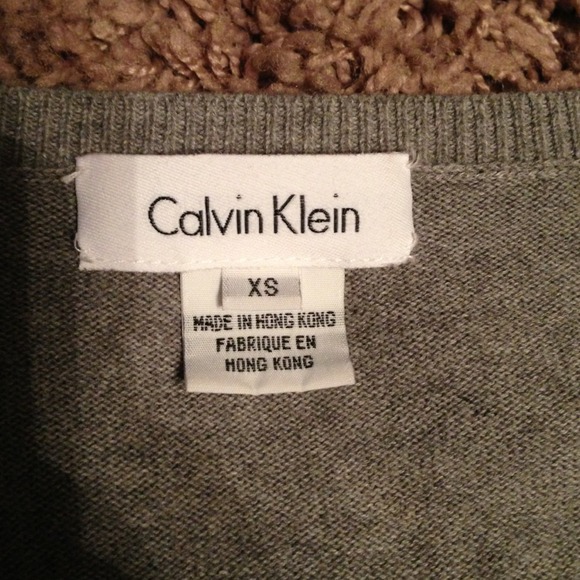 Calvin Klein
XS
MADE IN HONG KONG
FABRIQUE EN
HONG KONG